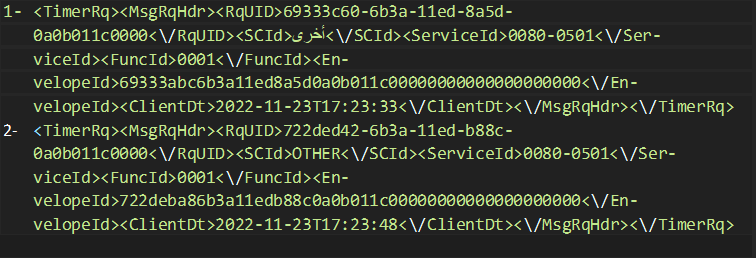 1- <TimerRq><MsgRqHdr><RqUID>69333c60-6b3a-11ed-8a5d-
0a0b011c0000<\/RqUID><SCId>أخرى<\/SCId><ServiceId>0080-0501<\/Ser-
viceId><FuncId>0001<\/FuncId><En-
velopeId>69333abc6b3a11ed8a5d0a0b011c00000000000000000000<\/En-
velopeId><ClientDt>2022-11-23T17:23:33<\/ClientDt><\/MsgRqHdr><\/TimerRq>
2- <TimerRq><MsgRqHdr><RqUID>722ded42-6b3a-11ed-b88c-
0a0b011c0000<\/RqUID><SCId>OTHER<\/SCId><ServiceId>0080-0501<\/Ser-
viceId><FuncId>0001<\/FuncId><En-
velopeId>722deba86b3a11edb88c0a0b011c00000000000000000000<\/En-
velopeId><ClientDt>2022-11-23T17:23:48<\/ClientDt><\/MsgRqHdr><\/TimerRq>